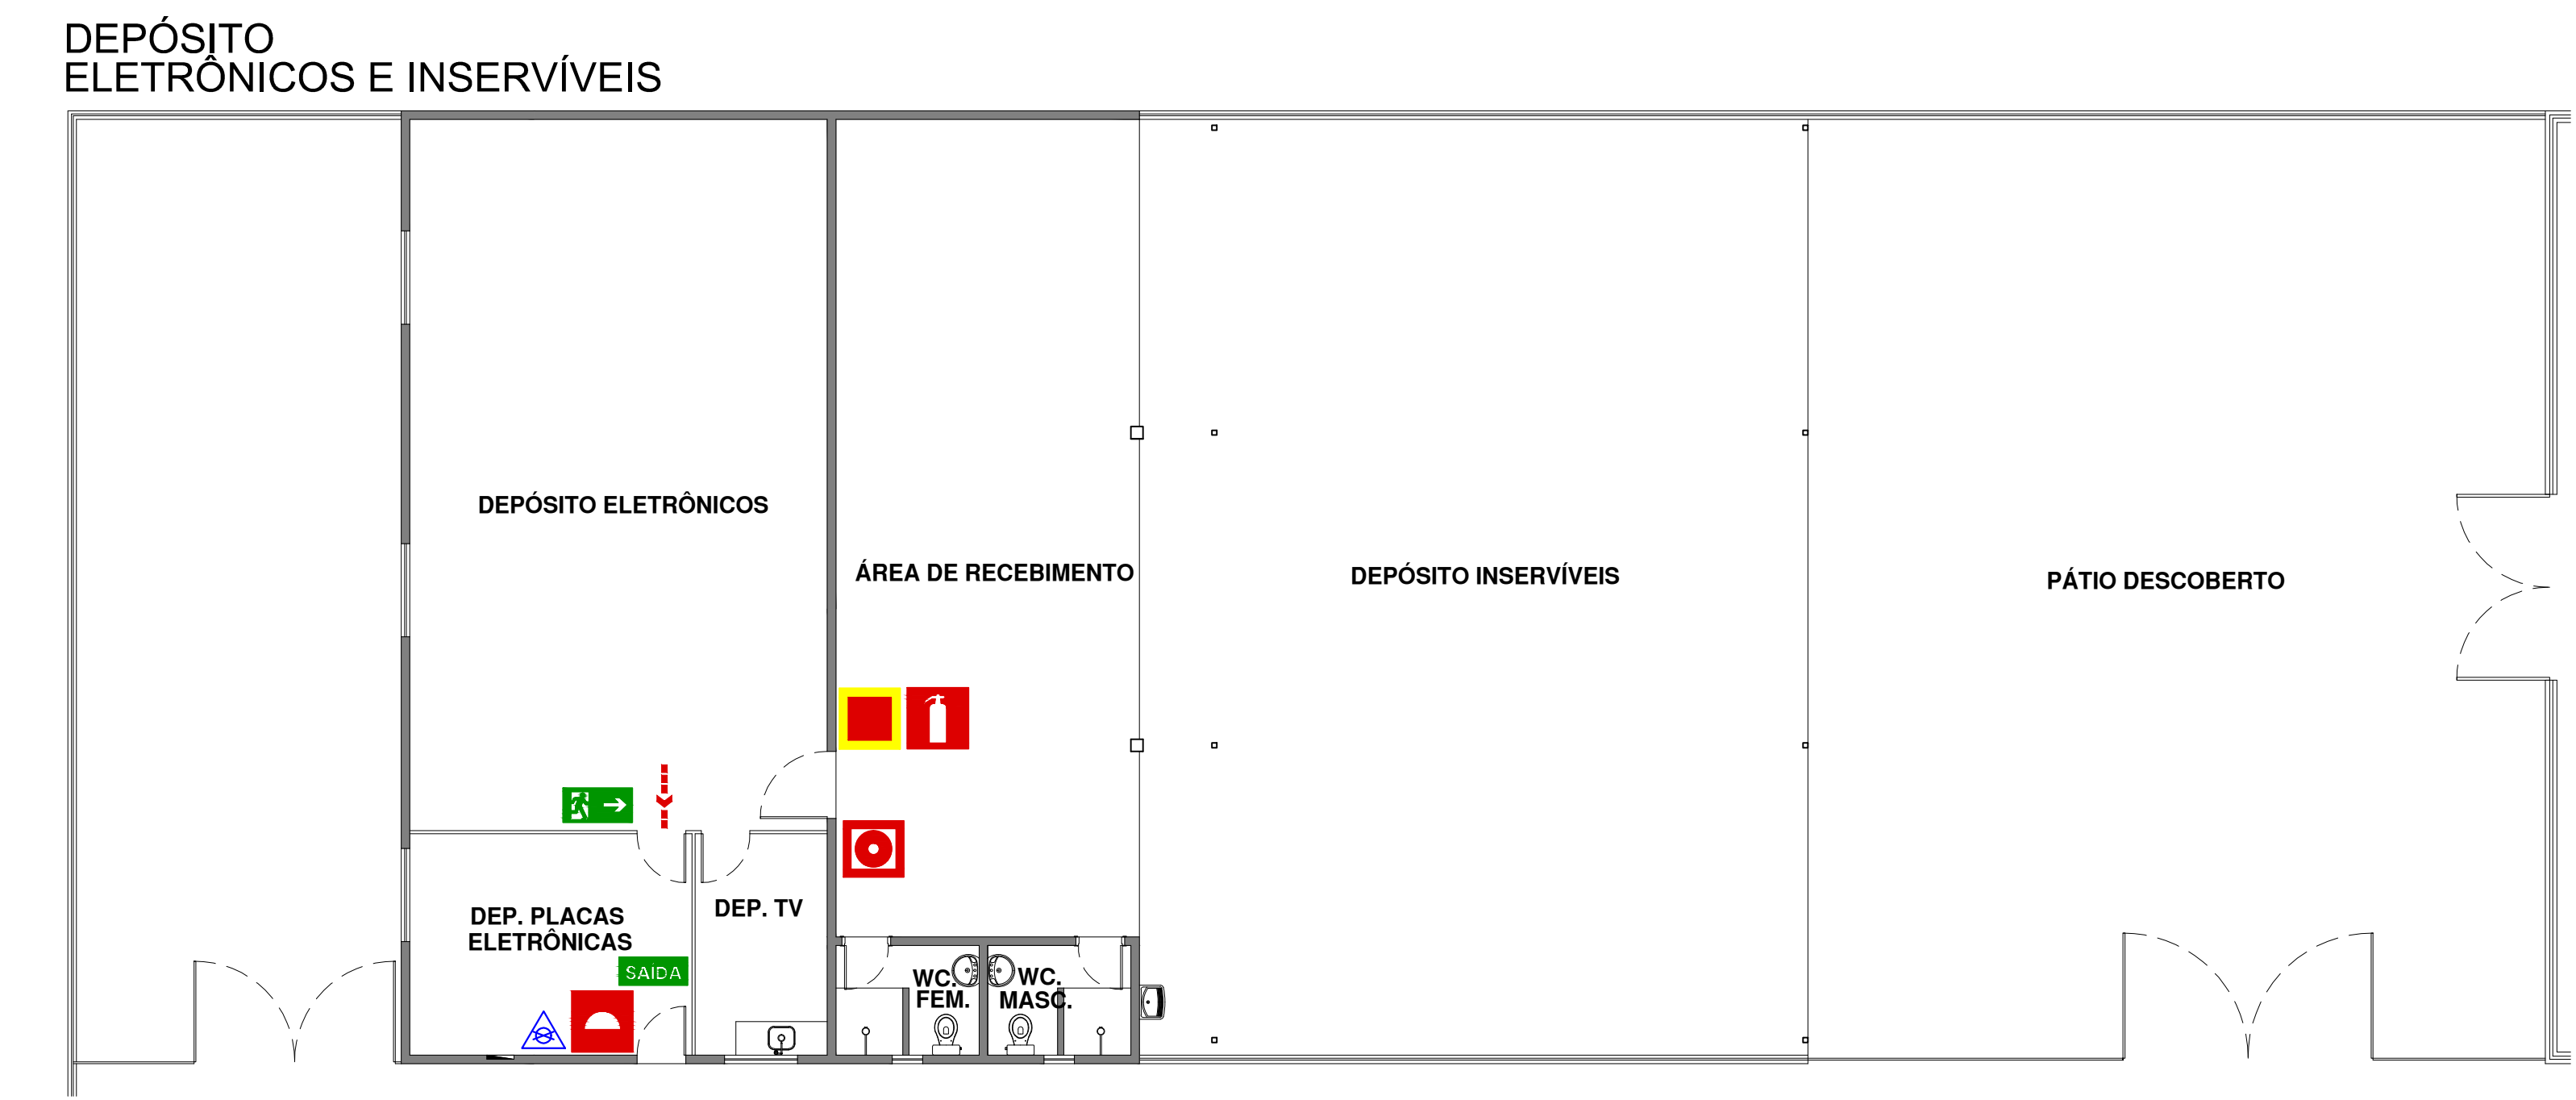 DEPÓSITO
ELETRÔNICOS E INSERVÍVEIS
DEPÓSITO ELETRÔNICOS
ÁREA DE RECEBIMENTO
DEPÓSITO INSERVÍVEIS
PÁTIO DESCOBERTO
DEP. PLACAS
ELETRÔNICAS
DEP. TV
SAÍDA
WC.
FEM.
WC.
MASC.